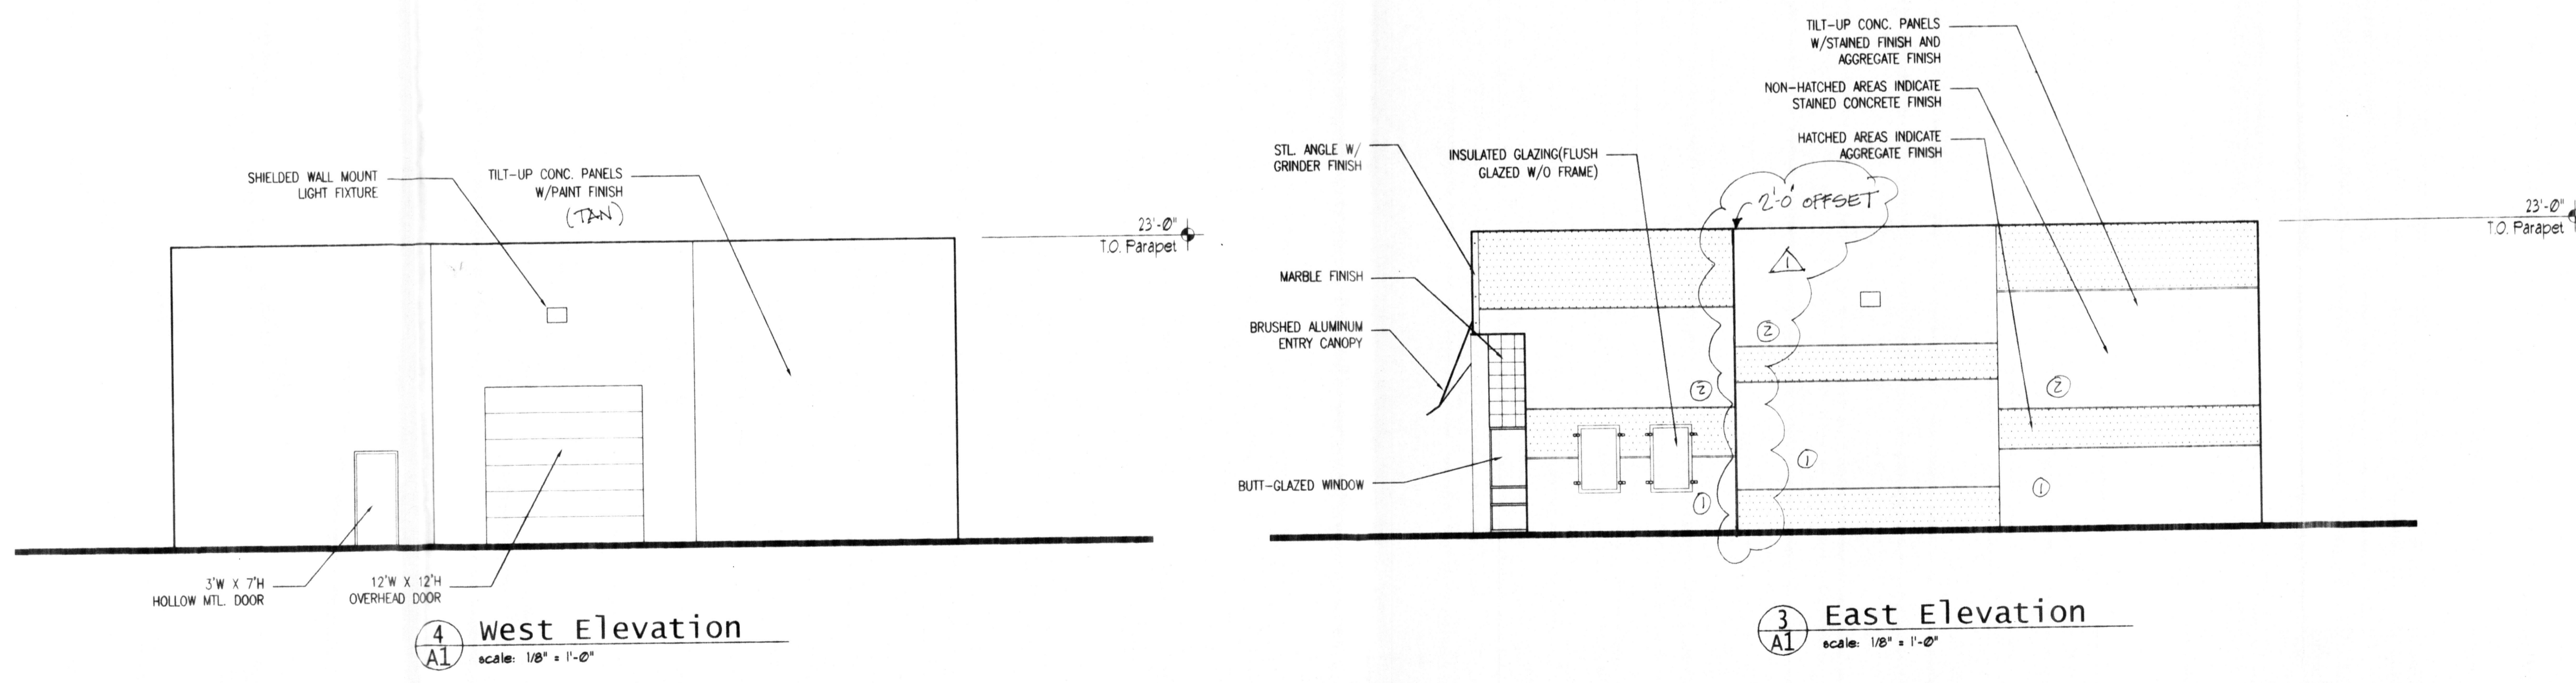 SHIELDED WALL MOUNT
LIGHT FIXTURE
TILT-UP CONC. PANELS
W/PAINT FINISH
(TAN)
23'-0"
T.O. Parapet
3'W X 7'H
HOLLOW MTL. DOOR
12'W X 12'H
OVERHEAD DOOR
4
A1
West Elevation
scale: 1/8" = 1'-0"
TILT-UP CONC. PANELS
W/STAINED FINISH AND
AGGREGATE FINISH
NON-HATCHED AREAS INDICATE
STAINED CONCRETE FINISH
HATCHED AREAS INDICATE
AGGREGATE FINISH
STL. ANGLE W/
GRINDER FINISH
INSULATED GLAZING(FLUSH
GLAZED W/O FRAME)
2'-0" OFFSET
1
MARBLE FINISH
BRUSHED ALUMINUM
ENTRY CANOPY
BUTT-GLAZED WINDOW
2
2
2
1
1
1
23'-0"
T.O. Parapet
3
A1
East Elevation
scale: 1/8" = 1'-0"